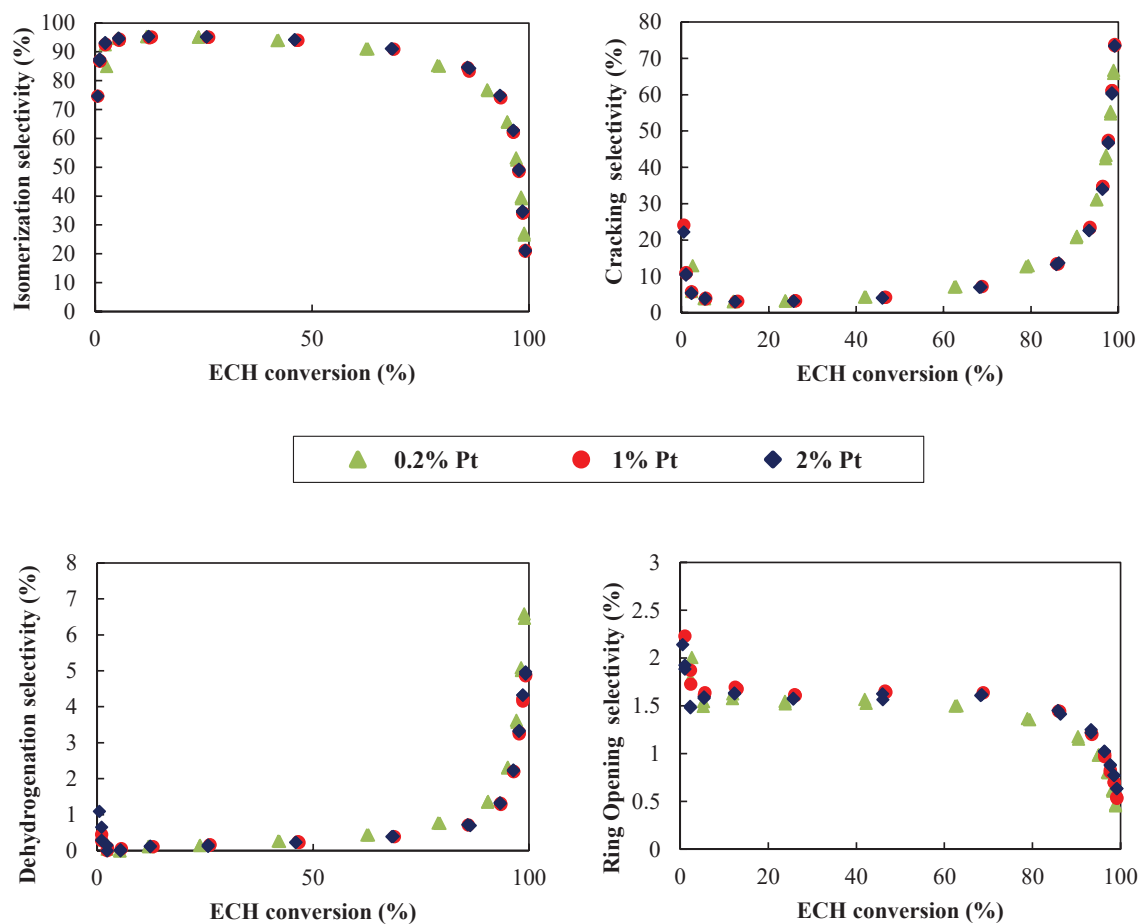 Isomerization selectivity (%)
100
90
80
70
60
50
40
30
20
10
0
0 50 100
ECH conversion (%)
Cracking selectivity (%)
80
70
60
50
40
30
20
10
0
0 20 40 60 80 100
ECH conversion (%)
0.2% Pt 1% Pt 2% Pt
Dehydrogenation selectivity (%)
8
7
6
5
4
3
2
1
0
0 50 100
ECH conversion (%)
Ring Opening selectivity (%)
3
2.5
2
1.5
1
0.5
0
0 20 40 60 80 100
ECH conversion (%)